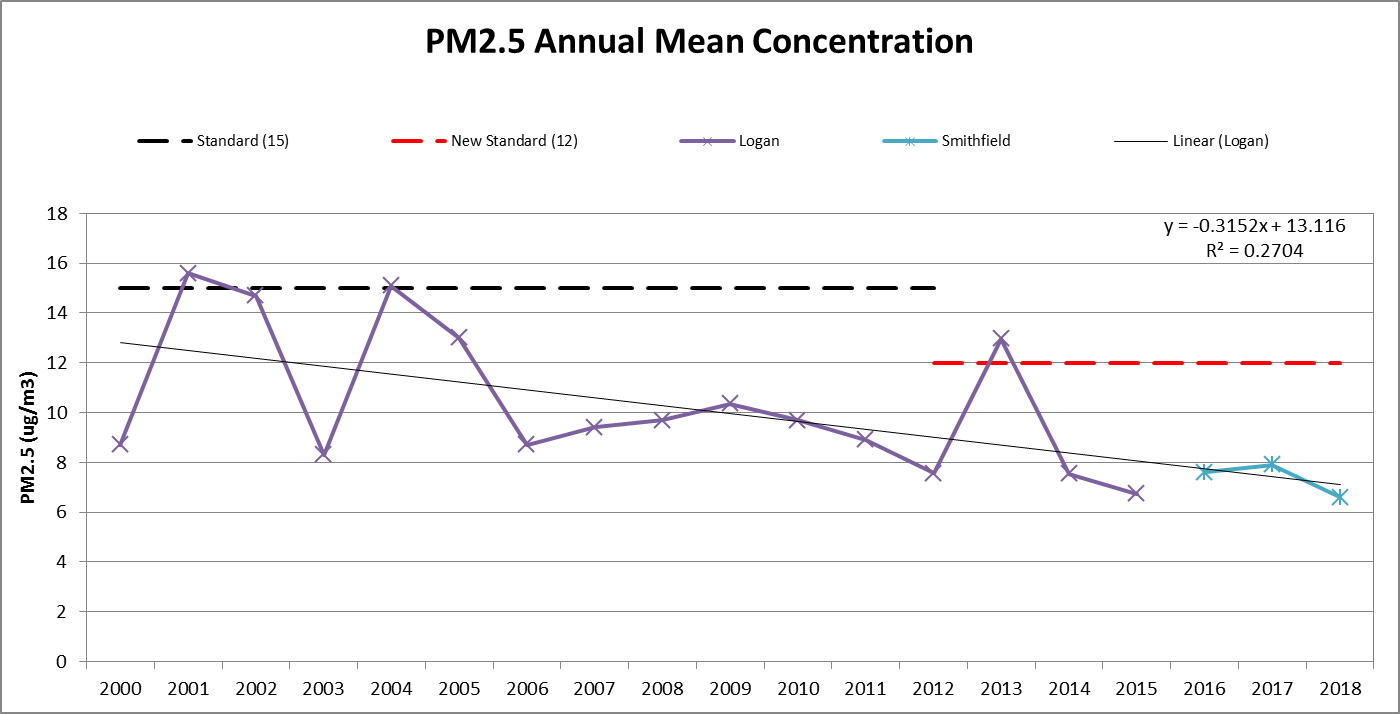 PM2.5 Annual Mean Concentration
Standard (15) New Standard (12) Logan Smithfield Linear (Logan)
y = -0.3152x + 13.116
R² = 0.2704
PM2.5 (ug/m3)
18
16
14
12
10
8
6
4
2
0
2000 2001 2002 2003 2004 2005 2006 2007 2008 2009 2010 2011 2012 2013 2014 2015 2016 2017 2018